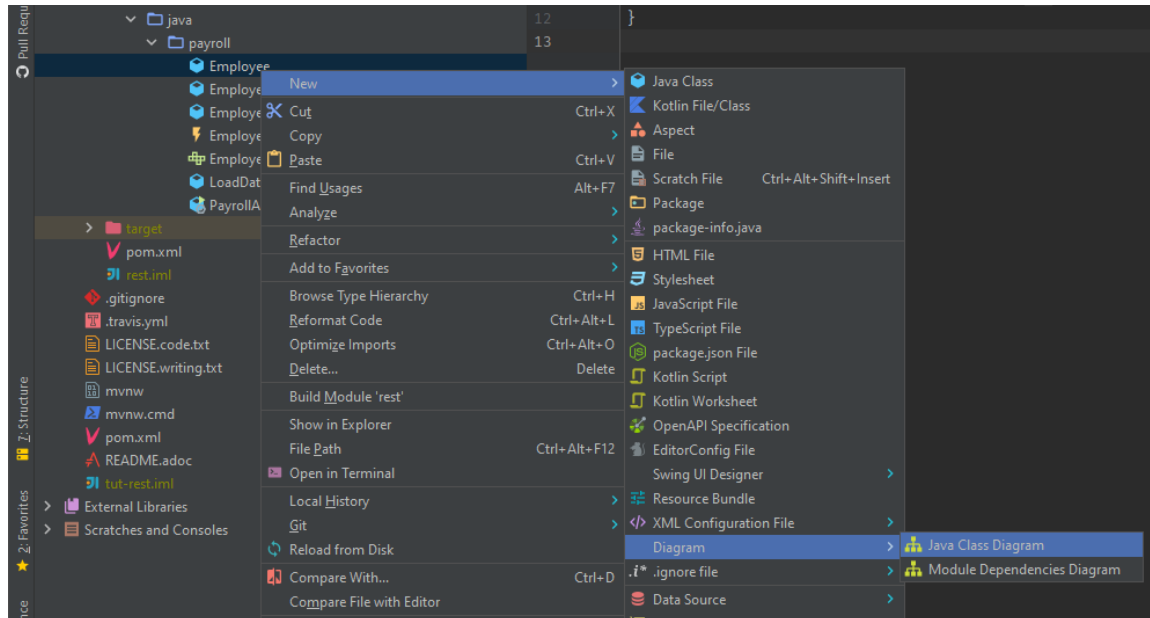 Pull Requ
7: Structure
2: Favorites
java
payroll
Employee
Employe
Employe
Employe
Employe
LoadDat
PayrollA
target
pom.xml
rest.iml
.gitignore
.travis.yml
LICENSE.code.txt
LICENSE.writing.txt
mvnw
mvnw.cmd
pom.xml
README.adoc
tut-rest.iml
External Libraries
Scratches and Consoles
12 }
13
New
Cut Ctrl+X
Copy
Paste Ctrl+V
Find Usages Alt+F7
Analyze
Refactor
Add to Favorites
Browse Type Hierarchy Ctrl+H
Reformat Code Ctrl+Alt+L
Optimize Imports Ctrl+Alt+O
Delete... Delete
Build Module 'rest'
Show in Explorer
File Path Ctrl+Alt+F12
Open in Terminal
Local History
Git
Reload from Disk
Compare With... Ctrl+D
Compare File with Editor
Java Class
Kotlin File/Class
Aspect
File
Scratch File Ctrl+Alt+Shift+Insert
Package
package-info.java
HTML File
Stylesheet
JavaScript File
TypeScript File
package.json File
Kotlin Script
Kotlin Worksheet
OpenAPI Specification
EditorConfig File
Swing UI Designer
Resource Bundle
XML Configuration File
Diagram
.i* .ignore file
Data Source
Java Class Diagram
Module Dependencies Diagram